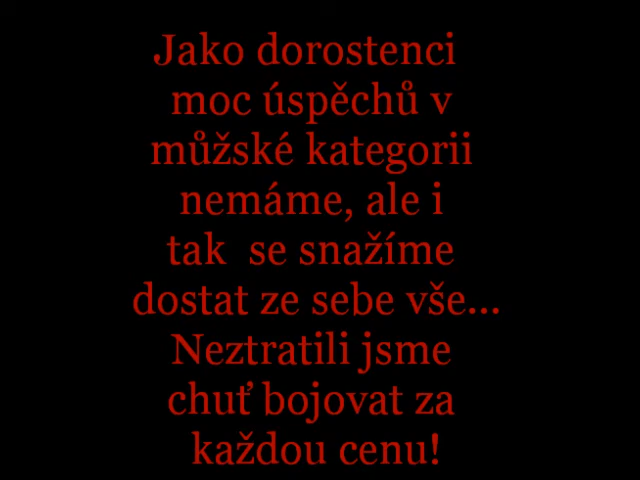 Jako dorostenci
moc úspěchů v
můžské kategorii
nemáme, ale i
tak  se snažíme
dostat ze sebe vše...
Neztratili jsme
chuť bojovat za
každou cenu!